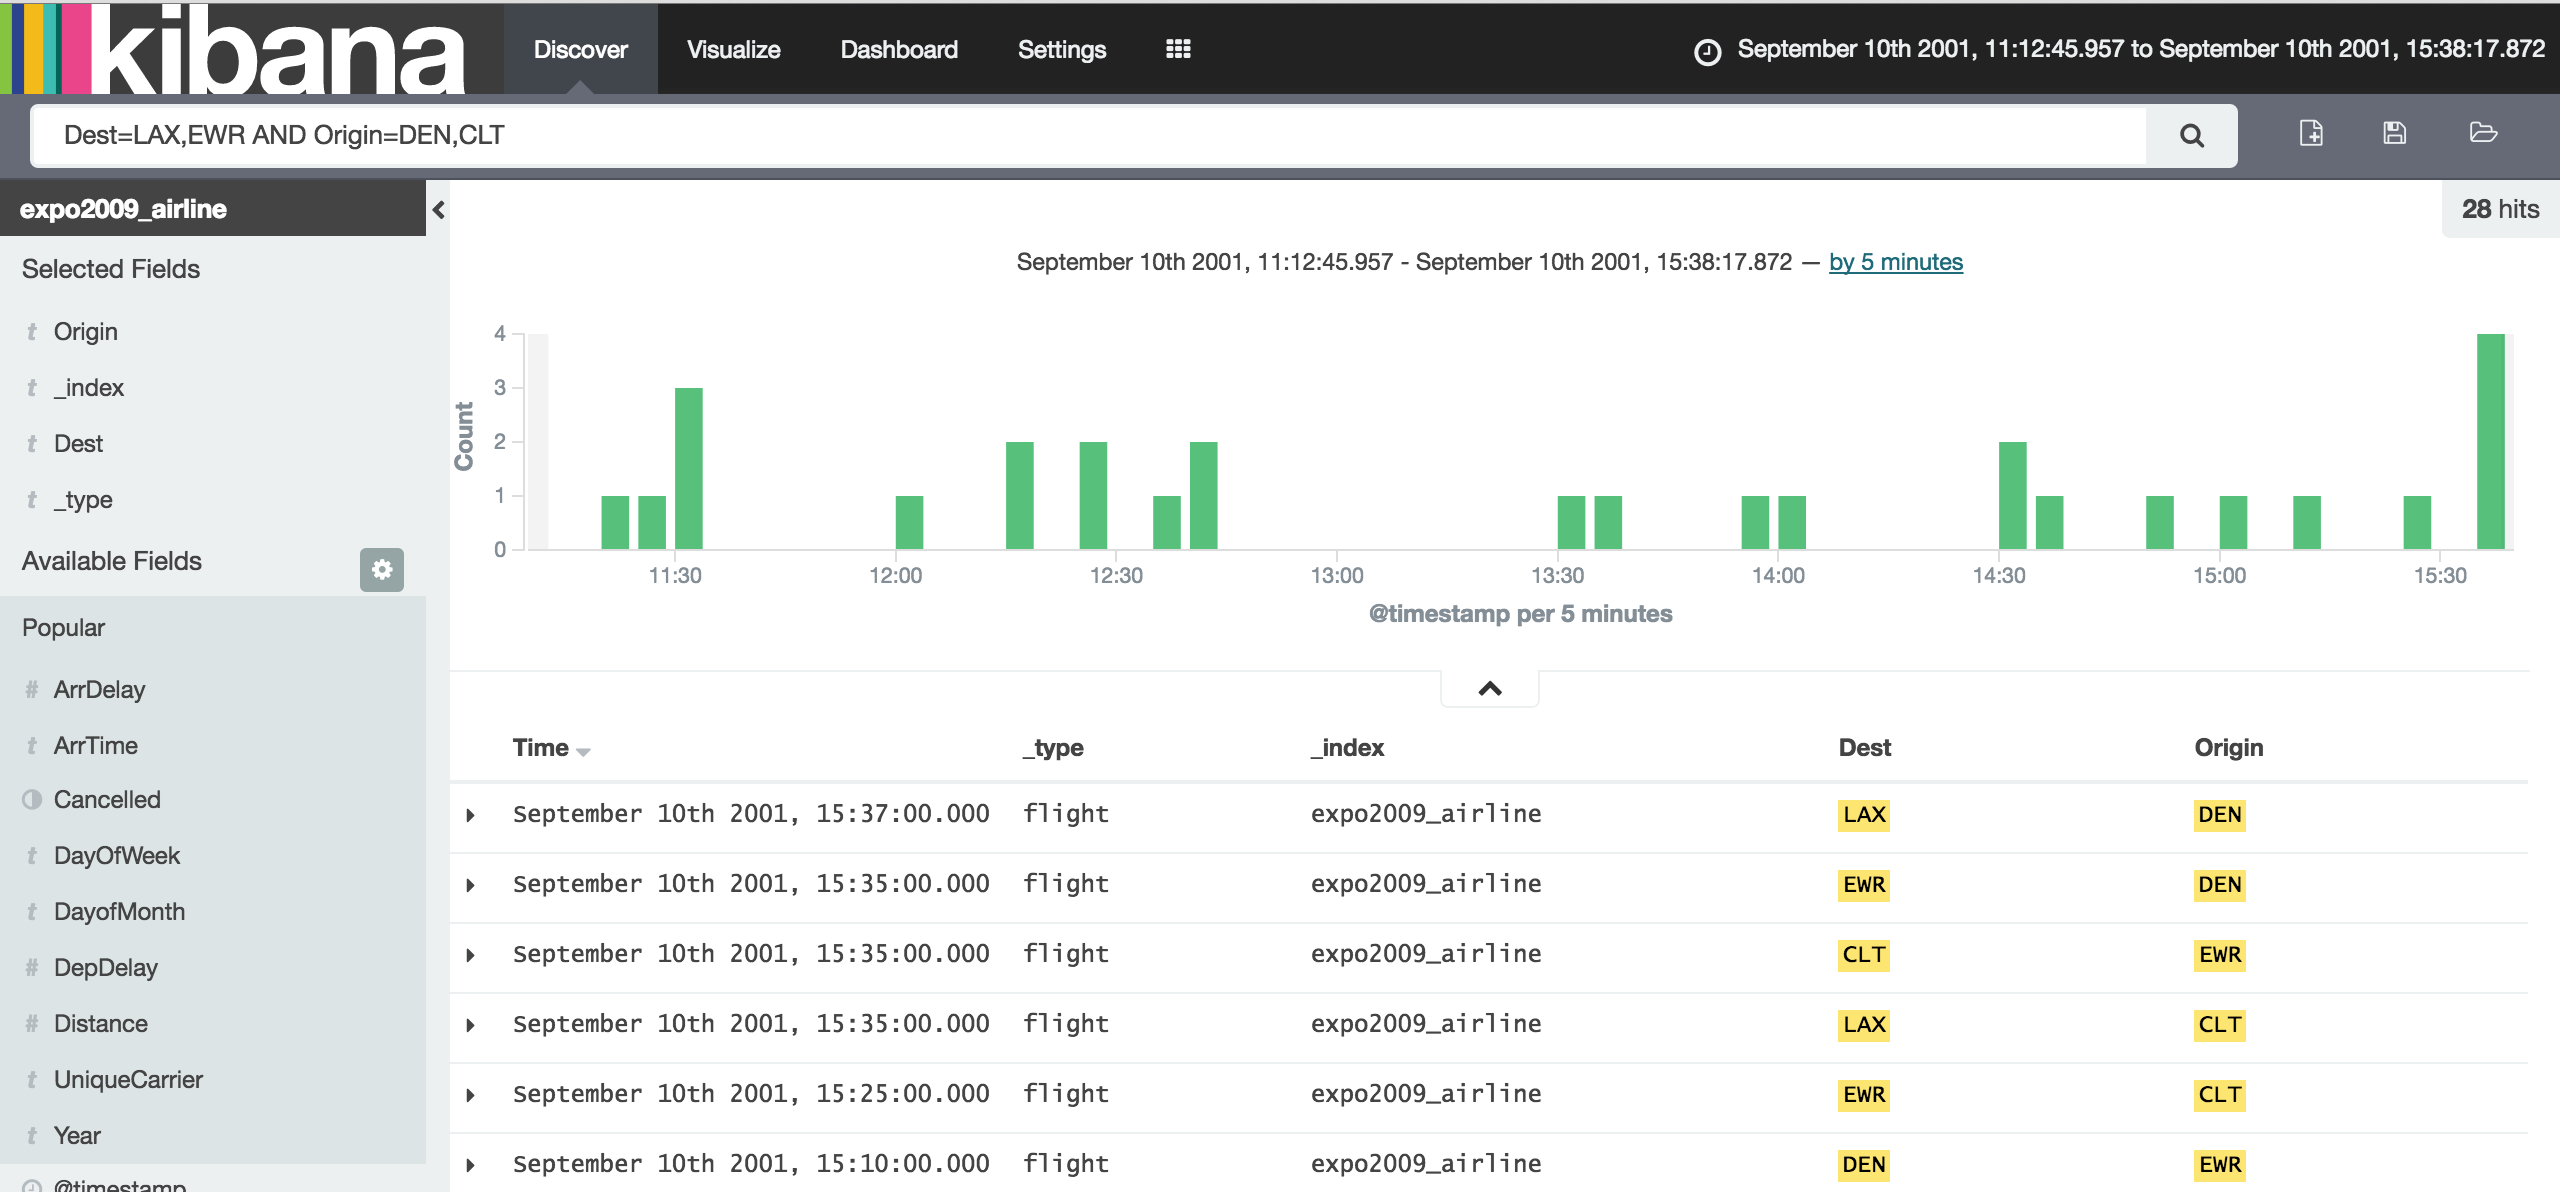 kibana Discover Visualize Dashboard Settings September 10th 2001, 11:12:45.957 to September 10th 2001, 15:38:17.872
Dest=LAX,EWR AND Origin=DEN,CLT
expo2009_airline
28 hits
Selected Fields
t Origin
t _index
t Dest
t _type
Available Fields
Popular
# ArrDelay
t ArrTime
Cancelled
t DayOfWeek
t DayofMonth
# DepDelay
# Distance
t UniqueCarrier
t Year
@timestamp
September 10th 2001, 11:12:45.957 - September 10th 2001, 15:38:17.872 — by 5 minutes
Count
4
3
2
1
0
11:30 12:00 12:30 13:00 13:30 14:00 14:30 15:00 15:30
@timestamp per 5 minutes
Time _type _index Dest Origin
September 10th 2001, 15:37:00.000 flight expo2009_airline LAX DEN
September 10th 2001, 15:35:00.000 flight expo2009_airline EWR DEN
September 10th 2001, 15:35:00.000 flight expo2009_airline CLT EWR
September 10th 2001, 15:35:00.000 flight expo2009_airline LAX CLT
September 10th 2001, 15:25:00.000 flight expo2009_airline EWR CLT
September 10th 2001, 15:10:00.000 flight expo2009_airline DEN EWR